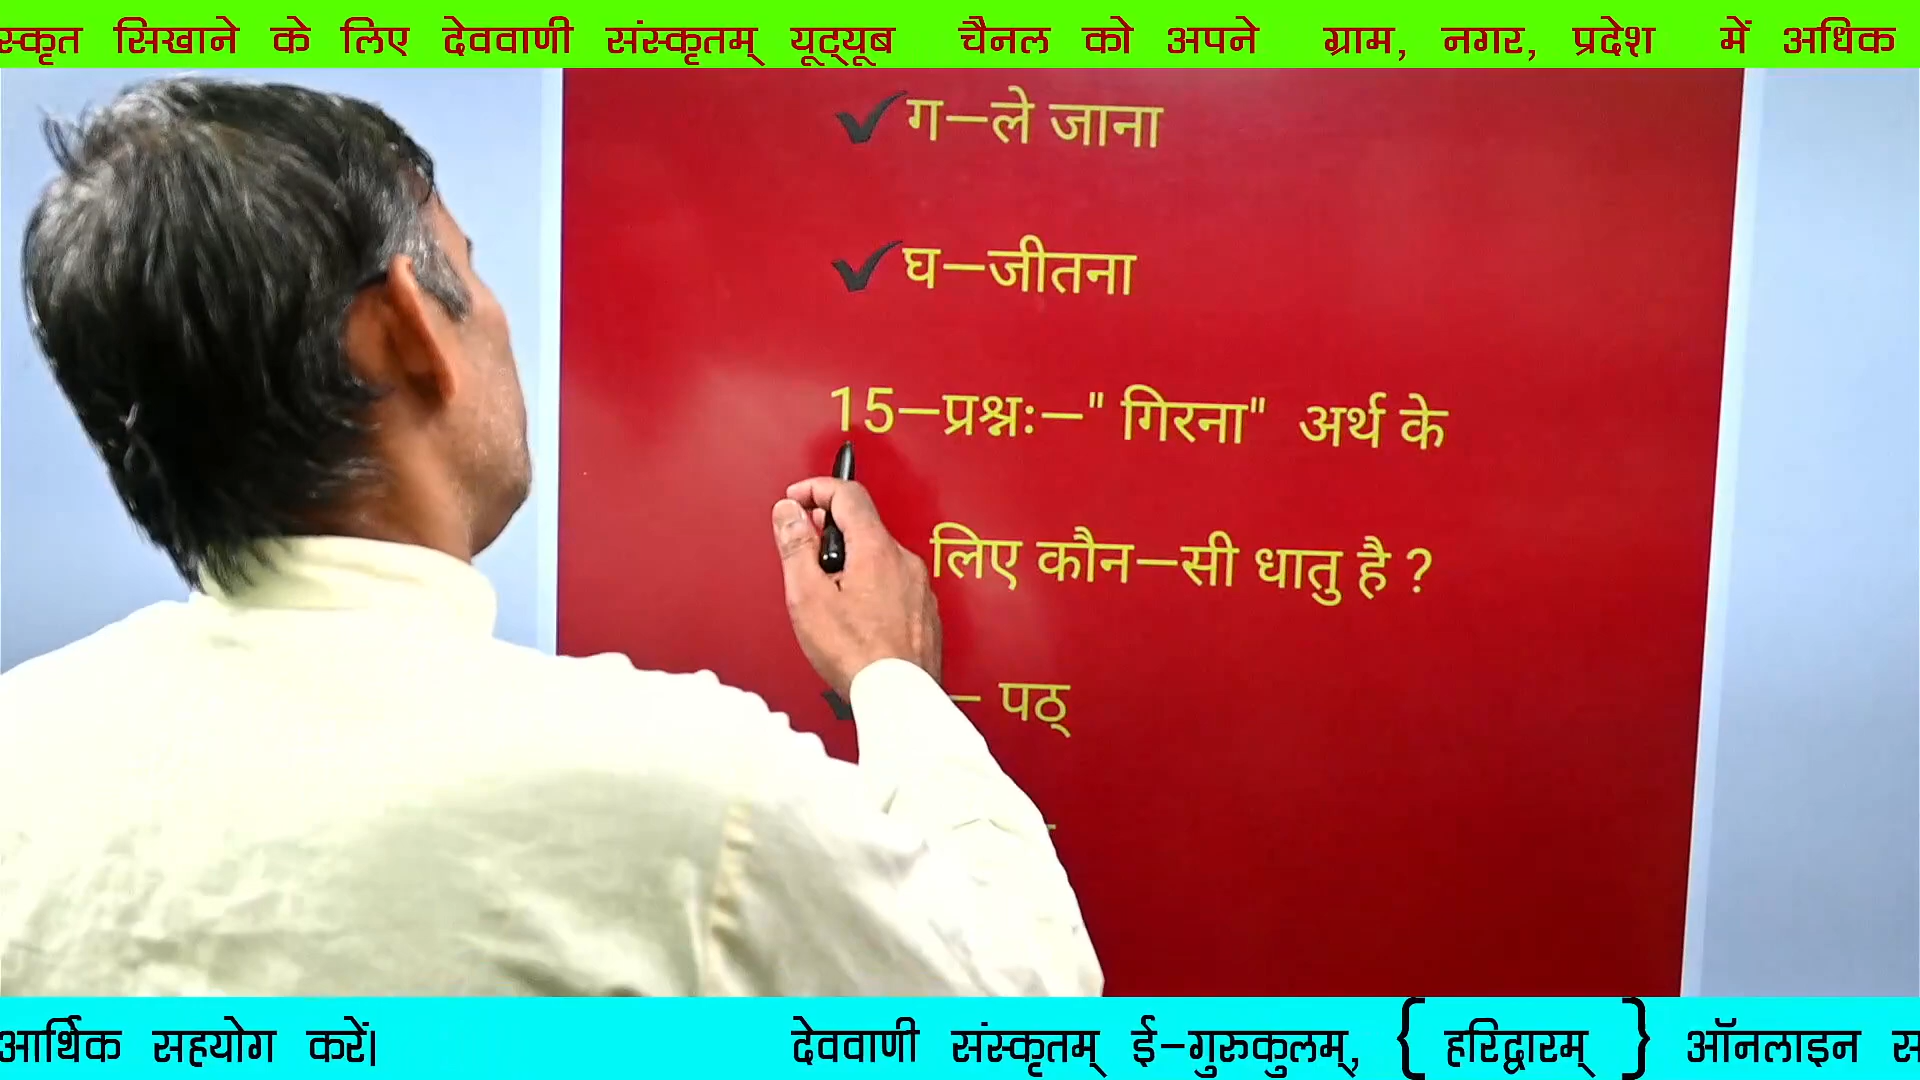 स्कृत सिखाने के लिए देववाणी संस्कृतम् यूट्यूब चैनल को अपने ग्राम, नगर, प्रदेश में अधिक
ग–ले जाना
घ–जीतना
15–प्रश्नः–" गिरना" अर्थ के
लिए कौन–सी धातु है ?
– पठ्
आर्थिक सहयोग करें। देववाणी संस्कृतम् ई-गुरुकुलम्, { हरिद्वारम् } ऑनलाइन स